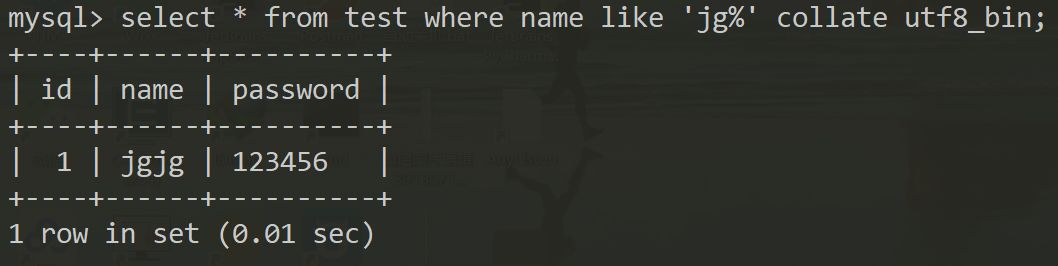 mysql> select * from test where name like 'jg%' collate utf8_bin;
+----+------+----------+
| id | name | password |
+----+------+----------+
|  1 | jgjg | 123456   |
+----+------+----------+
1 row in set (0.01 sec)